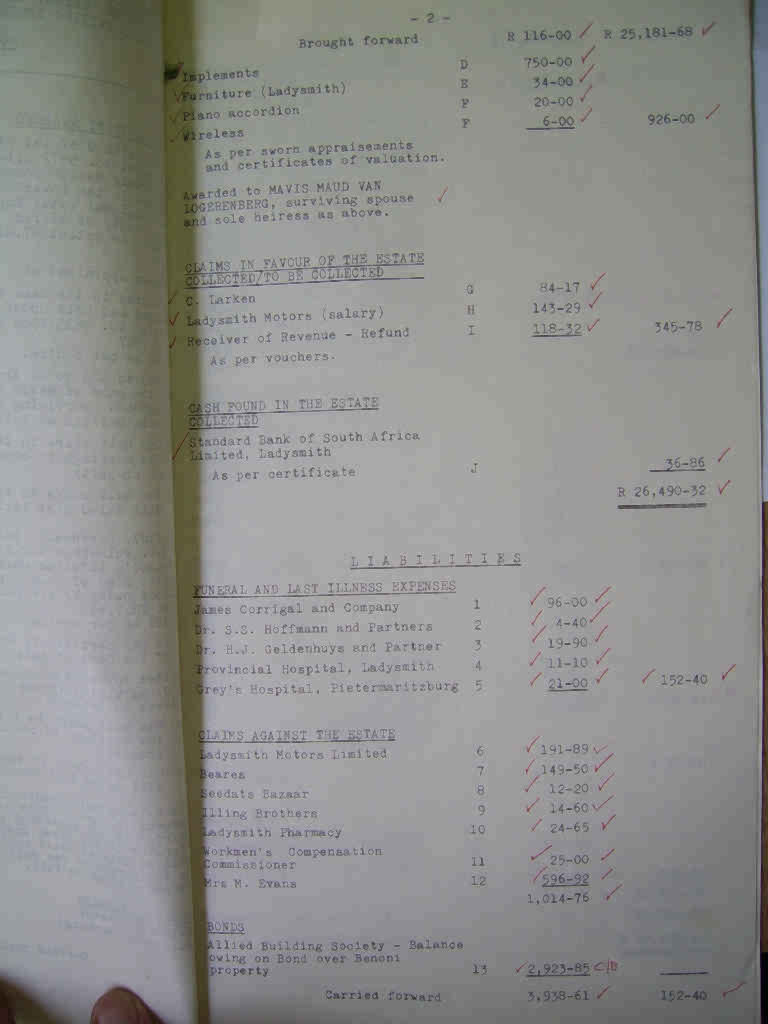 - 2 -
Brought forward R 116-00 R 25,181-68
Implements D 750-00
Furniture (Ladysmith) E 34-00
Piano accordion F 20-00
Wireless F 6-00 926-00
As per sworn appraisements
and certificates of valuation.
Awarded to MAVIS MAUD VAN
LOGERENBERG, surviving spouse
and sole heiress as above.
CLAIMS IN FAVOUR OF THE ESTATE
COLLECTED/TO BE COLLECTED
C. Larken G 84-17
Ladysmith Motors (salary) H 143-29
Receiver of Revenue - Refund I 118-32 345-78
As per vouchers.
CASH FOUND IN THE ESTATE
COLLECTED
Standard Bank of South Africa
Limited, Ladysmith
As per certificate J 36-86
R 26,490-32
LIABILITIES
FUNERAL AND LAST ILLNESS EXPENSES
James Corrigal and Company 1 96-00
Dr. S.S. Hoffmann and Partners 2 4-40
Dr. H.J. Geldenhuys and Partner 3 19-90
Provincial Hospital, Ladysmith 4 11-10
Grey's Hospital, Pietermaritzburg 5 21-00 152-40
CLAIMS AGAINST THE ESTATE
Ladysmith Motors Limited 6 191-89
Beares 7 149-50
Seedats Bazaar 8 12-20
Illing Brothers 9 14-60
Ladysmith Pharmacy 10 24-65
Workmen's Compensation
Commissioner 11 25-00
Mrs M. Evans 12 596-92
1,014-76
BONDS
Allied Building Society - Balance
owing on Bond over Benoni
property 13 2,923-85 C/B
Carried forward 3,938-61 152-40